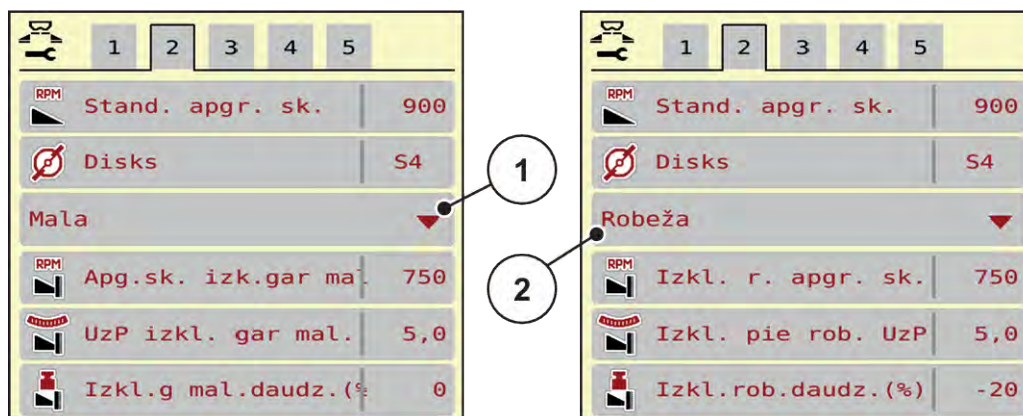 1 2 3 4 5
RPM Stand. apgr. sk. 900
Disks S4
Mala
RPM Apg.sk. izk.gar mal 750
UzP izkl. gar mal. 5,0
Izkl.g mal.daudz.(% 0
1
2
1 2 3 4 5
RPM Stand. apgr. sk. 900
Disks S4
Robeža
RPM Izkl. r. apgr. sk. 750
Izkl. pie rob. UzP 5,0
Izkl.rob.daudz.(%) -20